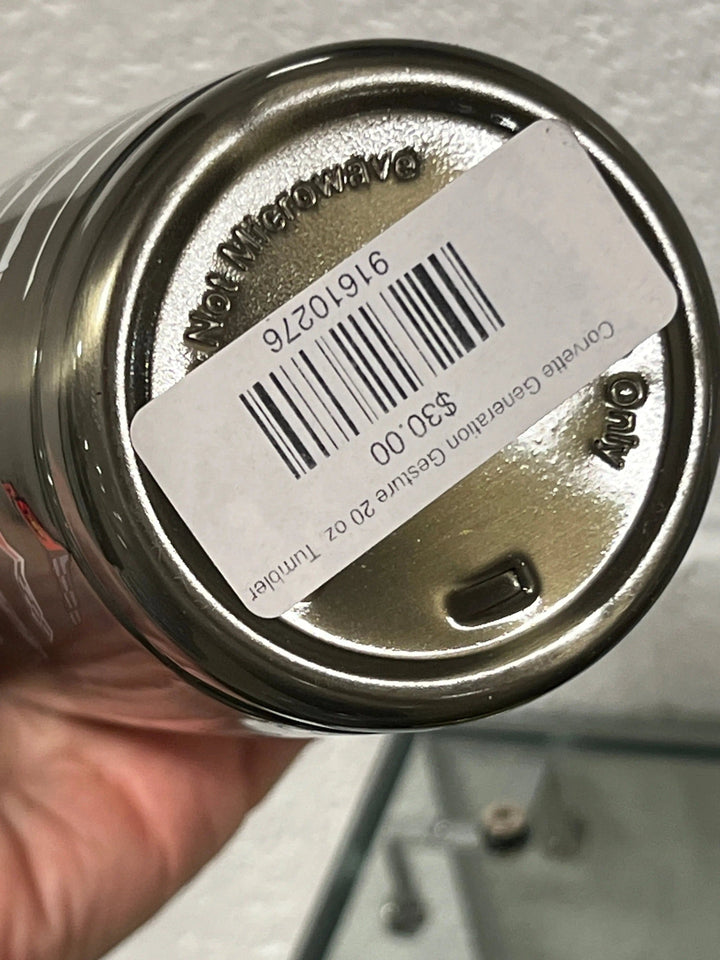 Not Microwave
Only
Corvette Generation Gesture 20 oz Tumbler
$30.00
91610276